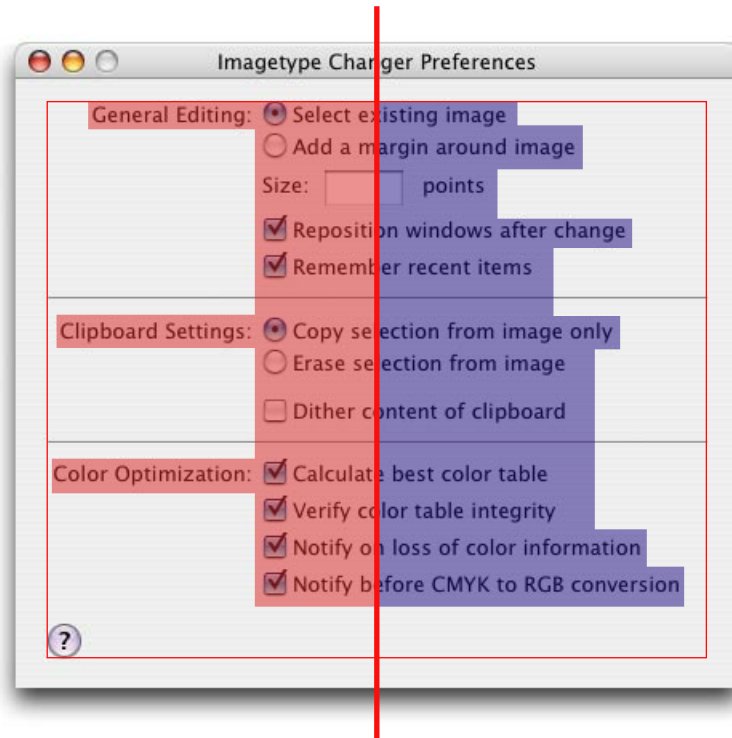 Imagetype Changer Preferences
General Editing: Select existing image
Add a margin around image
Size: points
Reposition windows after change
Remember recent items
Clipboard Settings: Copy selection from image only
Erase selection from image
Dither content of clipboard
Color Optimization: Calculate best color table
Verify color table integrity
Notify on loss of color information
Notify before CMYK to RGB conversion
?